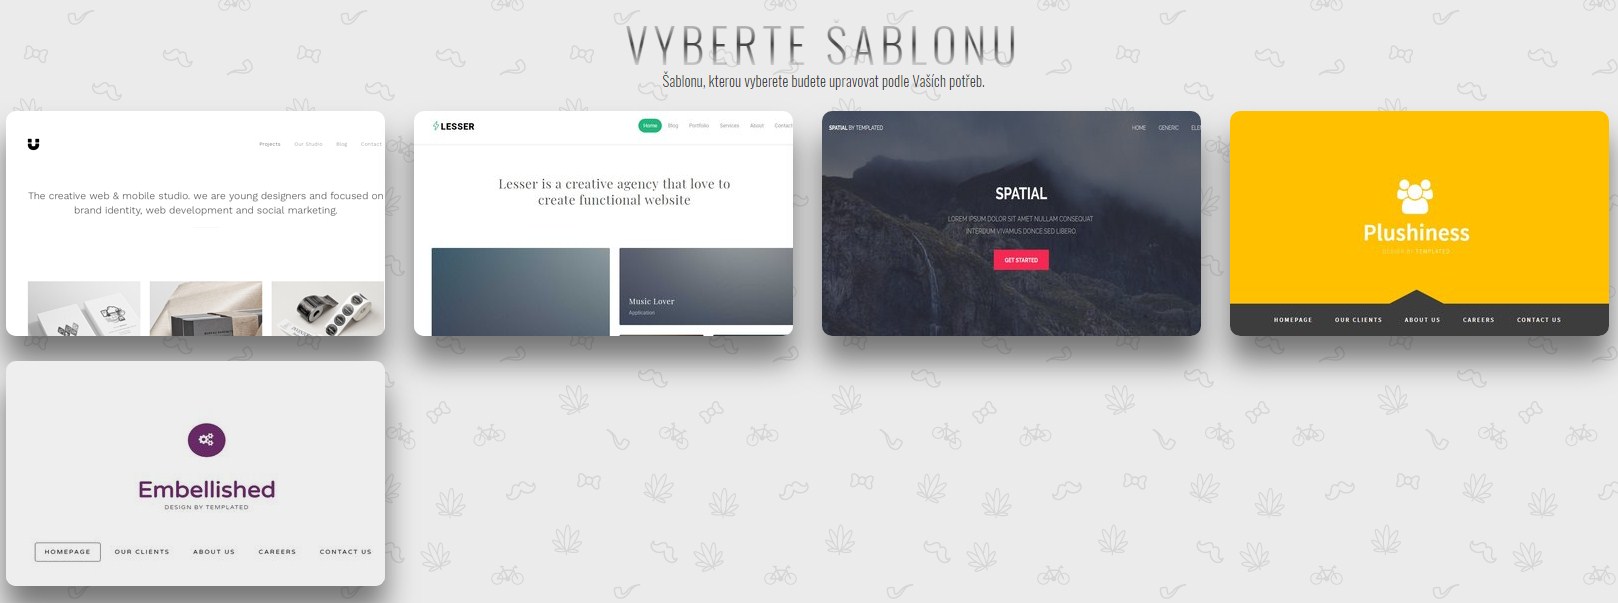 VYBERTE ŠABLONU
Šablonu, kterou vyberete budete upravovat podle Vaších potřeb.
Projects Our Studio Blog Contact
The creative web & mobile studio. we are young designers and focused on
brand identity, web development and social marketing.
LESSER
Home Blog Portfolio Services About Contact
Lesser is a creative agency that love to
create functional website
Music Lover
Application
SPATIAL BY TEMPLATED
HOME GENERIC ELE
SPATIAL
LOREM IPSUM DOLOR SIT AMET NULLAM CONSEQUAT
INTERDUM VIVAMUS DONCE SED LIBERO
GET STARTED
Plushiness
DESIGN BY TEMPLATED
HOMEPAGE OUR CLIENTS ABOUT US CAREERS CONTACT US
Embellished
DESIGN BY TEMPLATED
HOMEPAGE OUR CLIENTS ABOUT US CAREERS CONTACT US